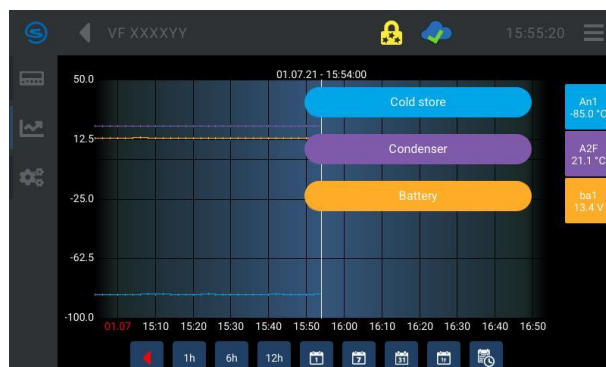 VF XXXXYY
15:55:20
01.07.21 - 15:54:00
50.0
12.5
-25.0
-62.5
-100.0
Cold store
Condenser
Battery
An1
-85.0 °C
A2F
21.1 °C
ba1
13.4 V
01.07 15:10 15:20 15:30 15:40 15:50 16:00 16:10 16:20 16:30 16:40 16:50
1h 6h 12h 1 7 31